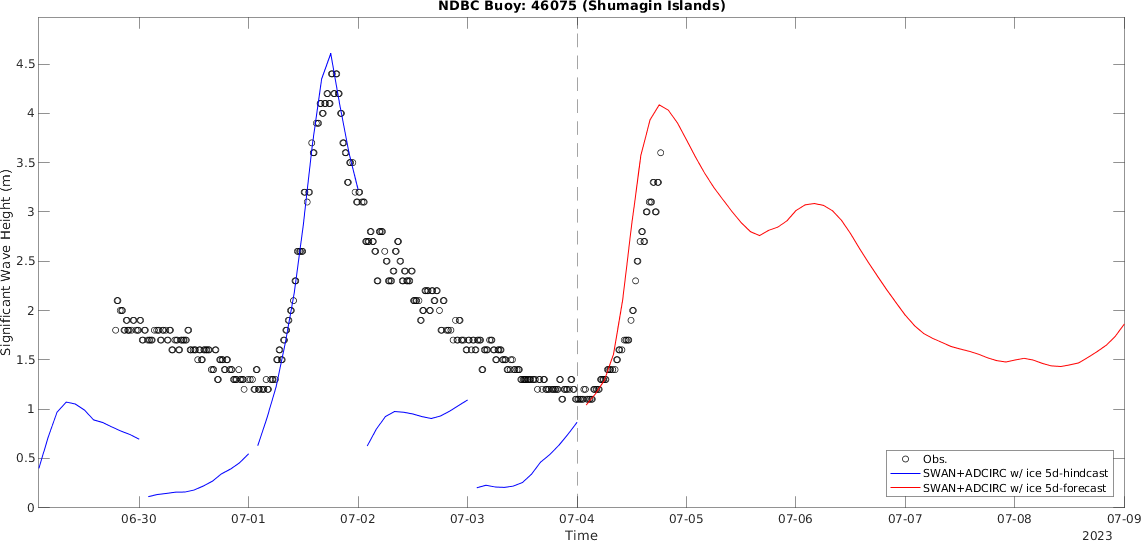 NDBC Buoy: 46075 (Shumagin Islands)
Significant Wave Height (m)
4.5
4
3.5
3
2.5
2
1.5
1
0.5
0
Obs.
SWAN+ADCIRC w/ ice 5d-hindcast
SWAN+ADCIRC w/ ice 5d-forecast
06-30 07-01 07-02 07-03 07-04 07-05 07-06 07-07 07-08 07-09
Time
2023